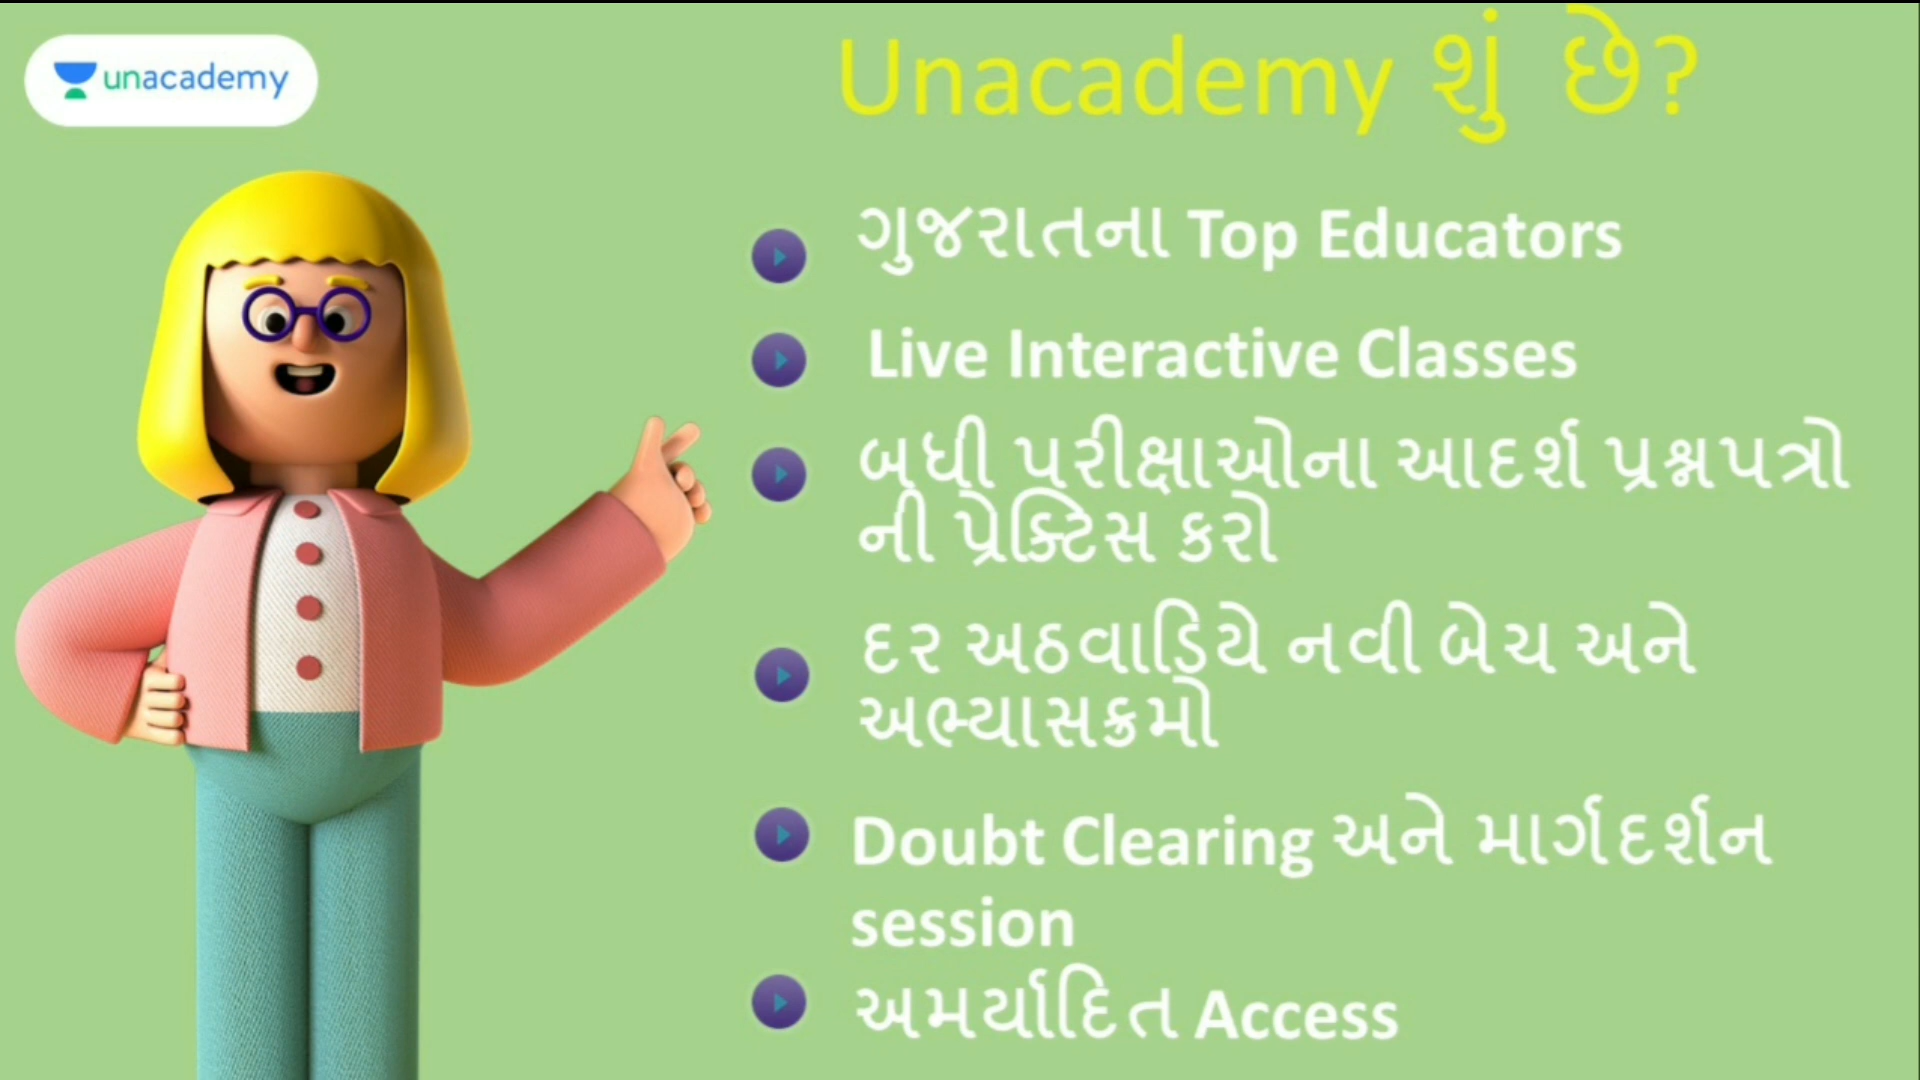 unacademy
Unacademy શું છે?
ગુજરાતના Top Educators
Live Interactive Classes
બધી પરીક્ષાઓના આદર્શ પ્રશ્નપત્રો
ની પ્રેક્ટિસ કરો
દર અઠવાડિયે નવી બેચ અને
અભ્યાસક્રમો
Doubt Clearing અને માર્ગદર્શન
session
અમર્યાદિત Access